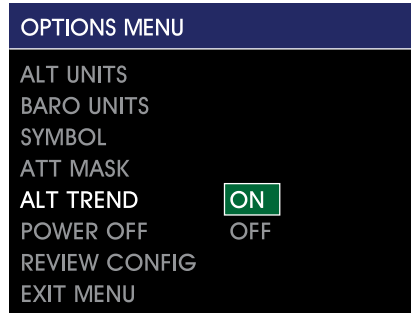 OPTIONS MENU
ALT UNITS
BARO UNITS
SYMBOL
ATT MASK
ALT TREND ON
POWER OFF OFF
REVIEW CONFIG
EXIT MENU